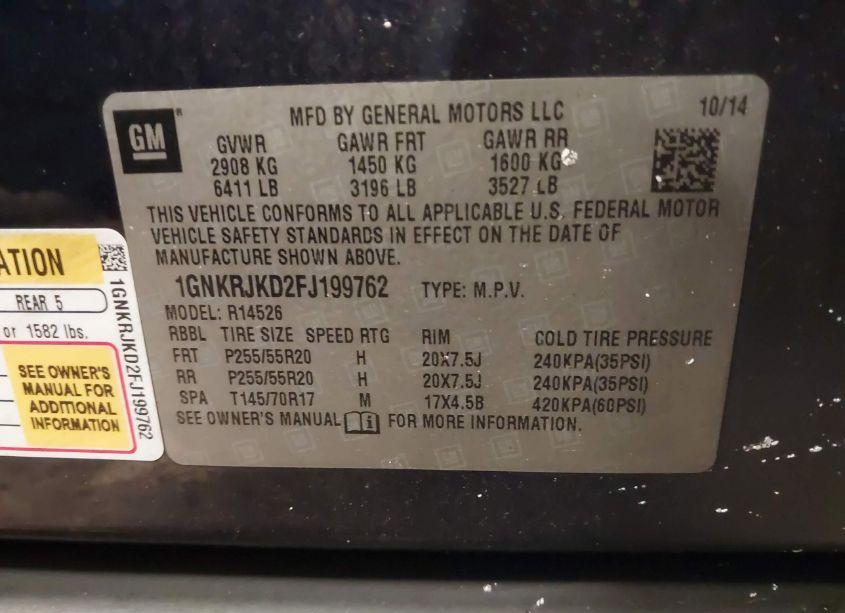 GM
MFD BY GENERAL MOTORS LLC 10/14
GVWR GAWR FRT GAWR RR
2908 KG 1450 KG 1600 KG
6411 LB 3196 LB 3527 LB
THIS VEHICLE CONFORMS TO ALL APPLICABLE U.S. FEDERAL MOTOR
VEHICLE SAFETY STANDARDS IN EFFECT ON THE DATE OF
MANUFACTURE SHOWN ABOVE.
1GNKRJKD2FJ199762 TYPE: M.P.V.
MODEL: R14526
RBBL TIRE SIZE SPEED RTG RIM COLD TIRE PRESSURE
FRT P255/55R20 H 20X7.5J 240KPA(35PSI)
RR P255/55R20 H 20X7.5J 240KPA(35PSI)
SPA T145/70R17 M 17X4.5B 420KPA(60PSI)
SEE OWNER'S MANUAL FOR MORE INFORMATION.
ATION
REAR 5
or 1582 lbs.
SEE OWNER'S
MANUAL FOR
ADDITIONAL
INFORMATION
1GNKRJKD2FJ199762